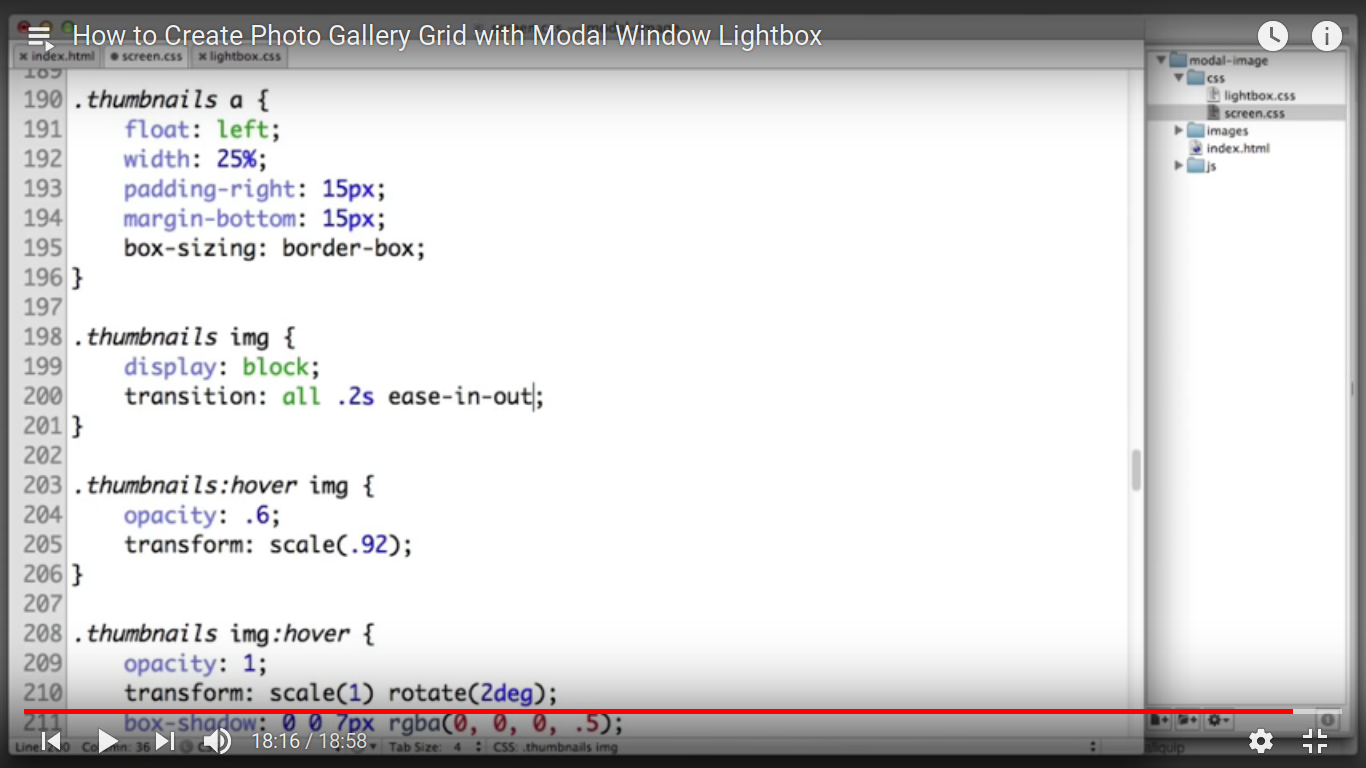 How to Create Photo Gallery Grid with Modal Window Lightbox
index.html screen.css lightbox.css
modal-image
css
lightbox.css
screen.css
images
index.html
js
189
190 .thumbnails a {
191 float: left;
192 width: 25%;
193 padding-right: 15px;
194 margin-bottom: 15px;
195 box-sizing: border-box;
196 }
197
198 .thumbnails img {
199 display: block;
200 transition: all .2s ease-in-out;
201 }
202
203 .thumbnails:hover img {
204 opacity: .6;
205 transform: scale(.92);
206 }
207
208 .thumbnails img:hover {
209 opacity: 1;
210 transform: scale(1) rotate(2deg);
211 box-shadow: 0 0 7px rgba(0, 0, 0, .5);
18:16 / 18:58
Line: 36 Tab Size: 4 CSS: .thumbnails img